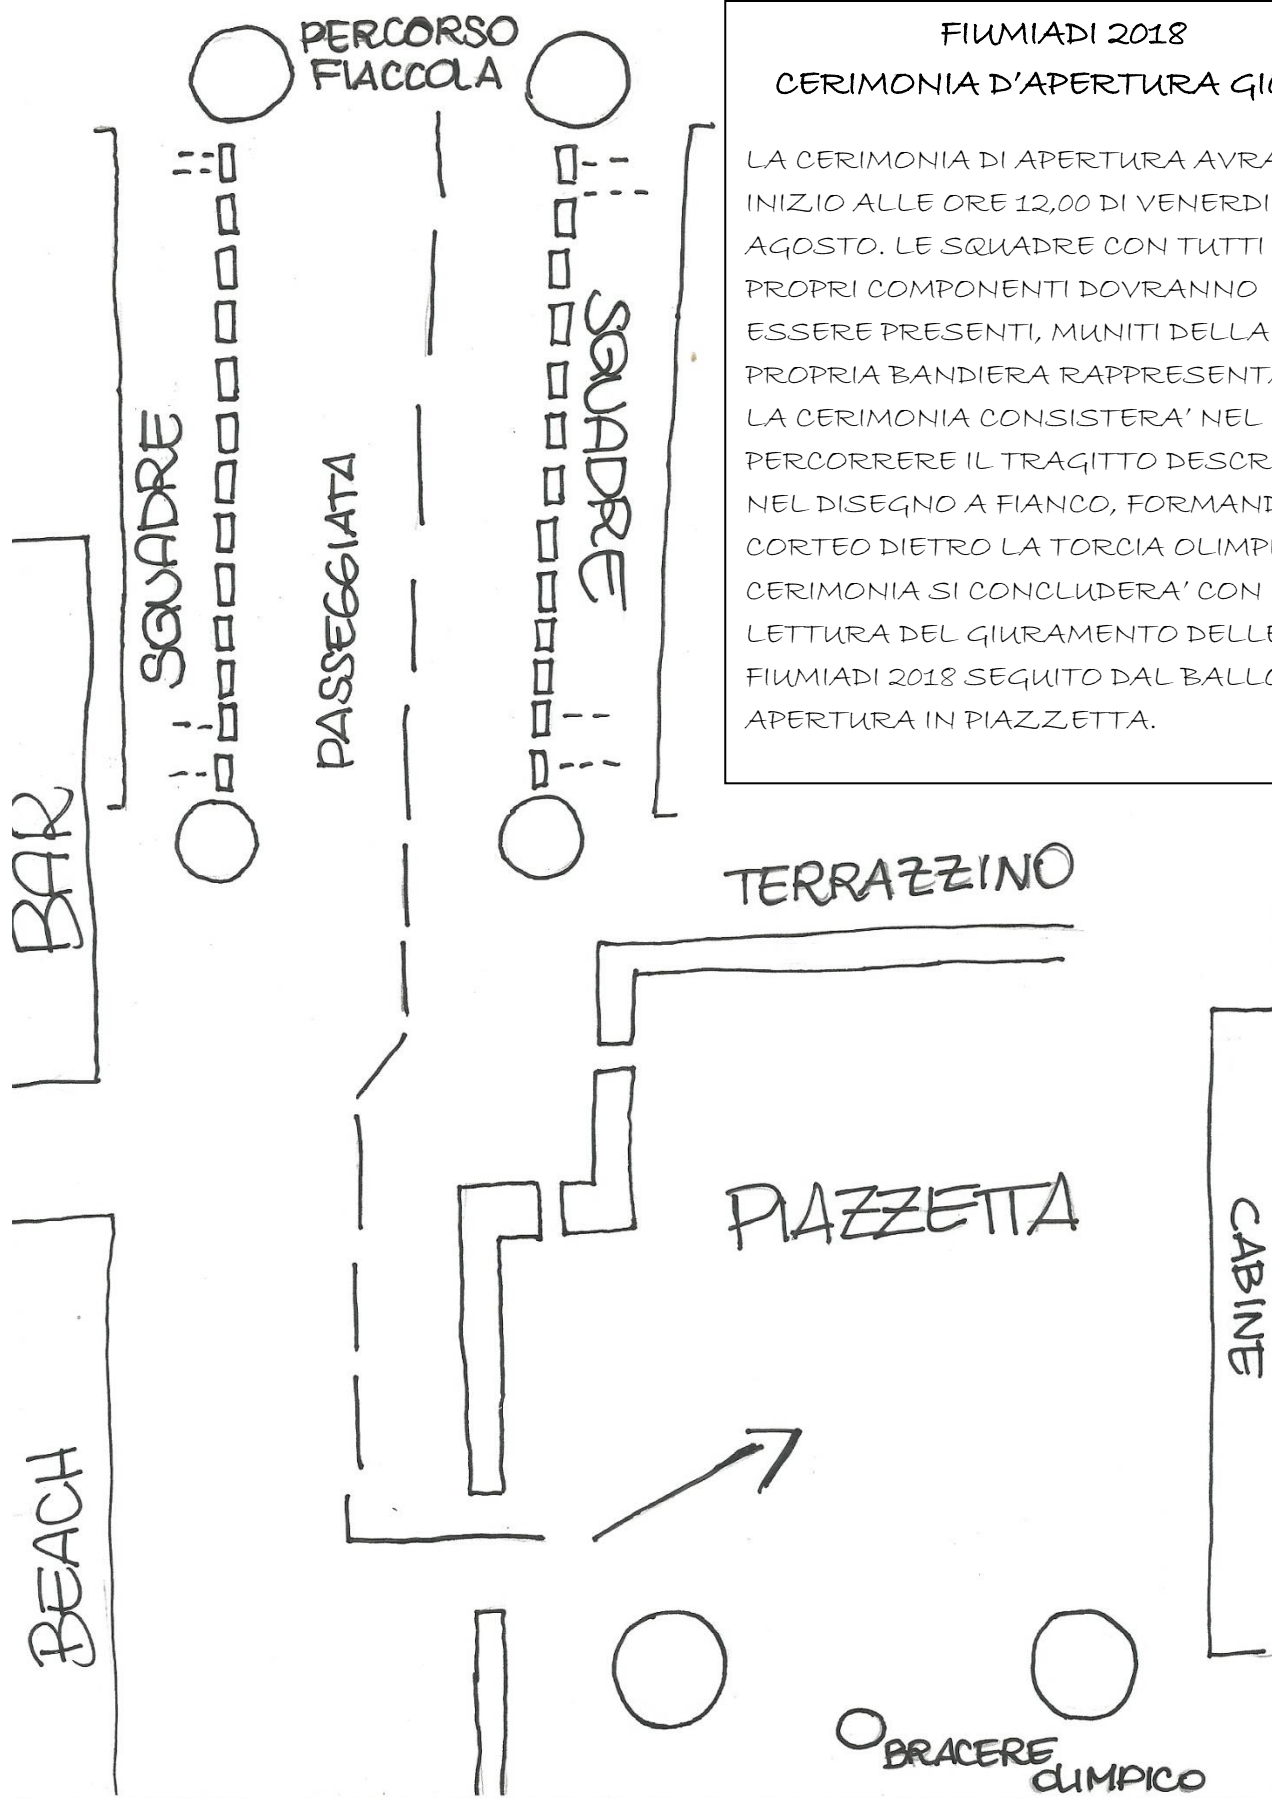 PERCORSO
FIACCOLA
SQUADRE
PASSEGGIATA
SQUADRE
BAR
BEACH
FIUMIADI 2018
CERIMONIA D'APERTURA
LA CERIMONIA DI APERTURA
INIZIO ALLE ORE 12,00 DI VENERDI
AGOSTO. LE SQUADRE CON TUTTI
PROPRI COMPONENTI DOVRANNO
ESSERE PRESENTI, MUNITI DELLA
PROPRIA BANDIERA
LA CERIMONIA CONSISTERA' NEL
PERCORRERE IL TRAGITTO
NEL DISEGNO A FIANCO,
CORTEO DIETRO LA TORCIA
CERIMONIA SI CONCLUDERA' CON
LETTURA DEL GIURAMENTO
FIUMIADI 2018 SEGUITO DAL
APERTURA IN PIAZZETTA.
TERRAZZINO
PIAZZETTA
CABINE
BRACERE
OLIMPICO